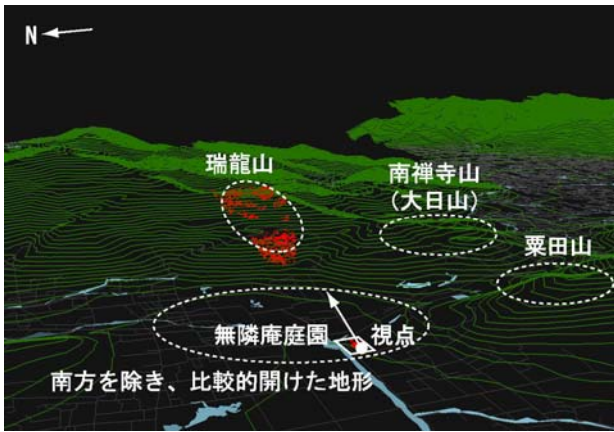 N
瑞龍山
南禅寺山
（大日山）
粟田山
無隣庵庭園
視点
南方を除き、比較的開けた地形